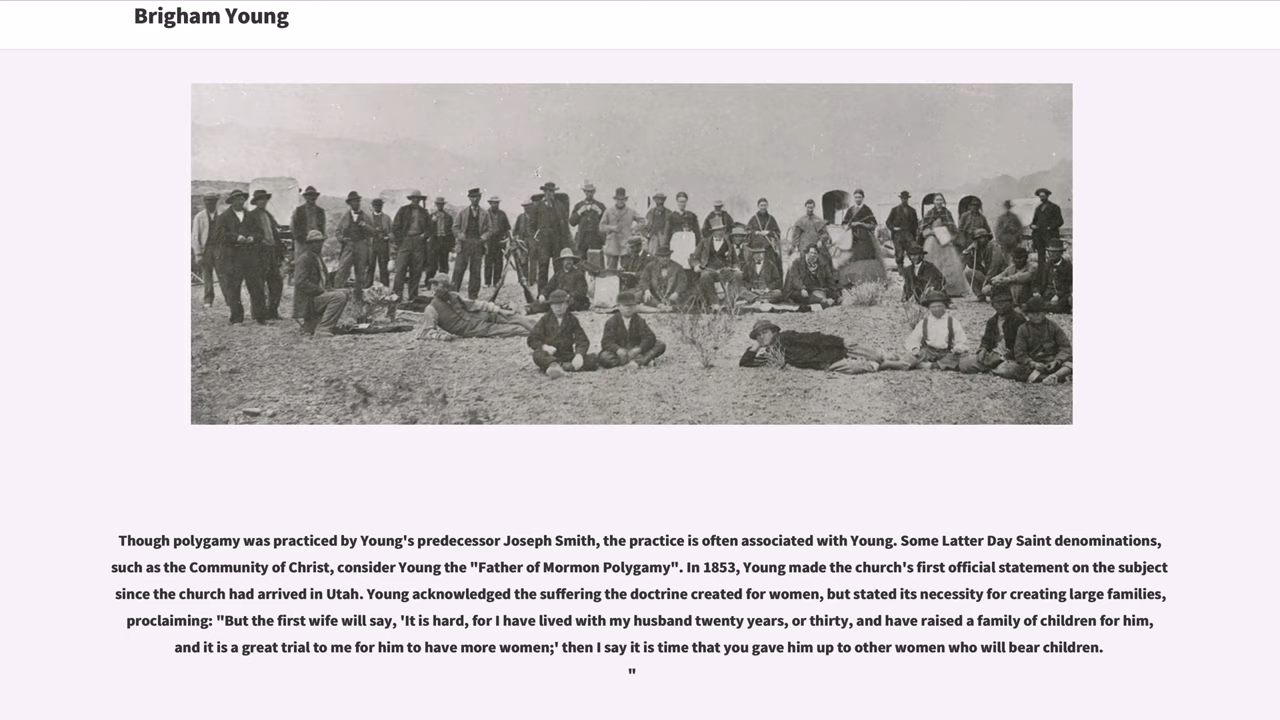 Brigham Young
Though polygamy was practiced by Young's predecessor Joseph Smith, the practice is often associated with Young. Some Latter Day Saint denominations,
such as the Community of Christ, consider Young the "Father of Mormon Polygamy". In 1853, Young made the church's first official statement on the subject
since the church had arrived in Utah. Young acknowledged the suffering the doctrine created for women, but stated its necessity for creating large families,
proclaiming: "But the first wife will say, 'It is hard, for I have lived with my husband twenty years, or thirty, and have raised a family of children for him,
and it is a great trial to me for him to have more women;' then I say it is time that you gave him up to other women who will bear children.
"